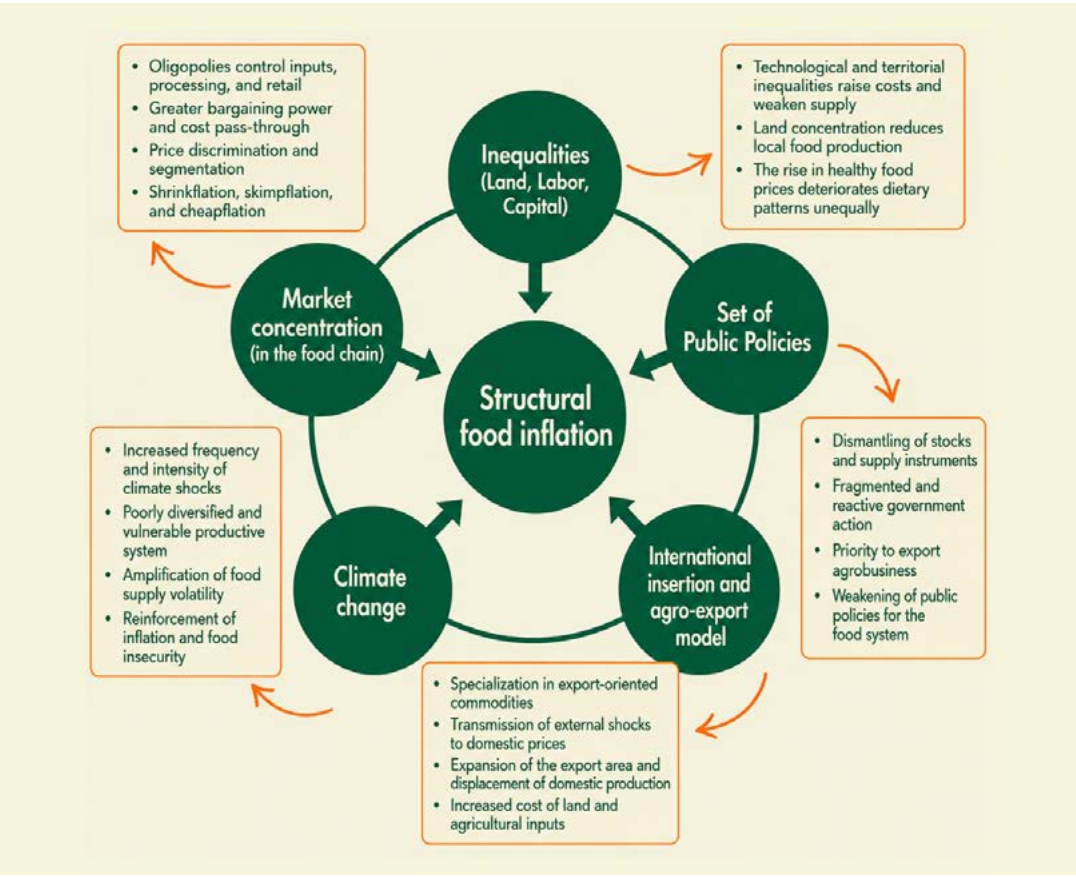 • Oligopolies control inputs,
processing, and retail
• Greater bargaining power
and cost pass-through
• Price discrimination and
segmentation
• Shrinkflation, skimpflation,
and cheapflation
Inequalities
(Land, Labor,
Capital)
• Technological and territorial
inequalities raise costs and
weaken supply
• Land concentration reduces
local food production
• The rise in healthy food
prices deteriorates dietary
patterns unequally
Market
concentration
(in the food chain)
Set of
Public Policies
Structural
food inflation
• Increased frequency
and intensity of
climate shocks
• Poorly diversified and
vulnerable productive
system
• Amplification of food
supply volatility
• Reinforcement of
inflation and food
insecurity
Climate
change
International
insertion and
agro-export
model
• Dismantling of stocks
and supply instruments
• Fragmented and
reactive government
action
• Priority to export
agrobusiness
• Weakening of public
policies for the
food system
• Specialization in export-oriented
commodities
• Transmission of external shocks
to domestic prices
• Expansion of the export area and
displacement of domestic production
• Increased cost of land and
agricultural inputs